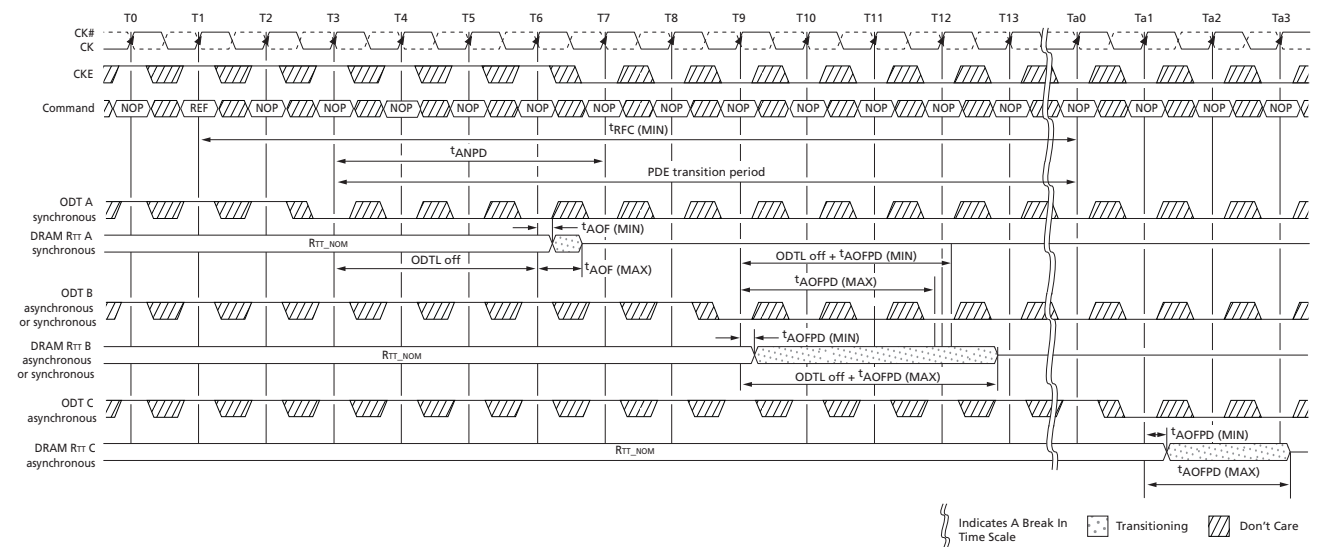 T0 T1 T2 T3 T4 T5 T6 T7 T8 T9 T10 T11 T12 T13 Ta0 Ta1 Ta2 Ta3
CK#
CK
CKE
Command NOP REF NOP NOP NOP NOP NOP NOP NOP NOP NOP NOP NOP NOP NOP NOP NOP NOP
tRFC (MIN)
tANPD
PDE transition period
ODT A
synchronous
tAOF (MIN)
DRAM RTT A
synchronous
RTT_NOM
ODTL off
tAOF (MAX)
ODTL off + tAOFPD (MIN)
tAOFPD (MAX)
ODT B
asynchronous
or synchronous
tAOFPD (MIN)
DRAM RTT B
asynchronous
or synchronous
RTT_NOM
ODTL off + tAOFPD (MAX)
ODT C
asynchronous
tAOFPD (MIN)
DRAM RTT C
asynchronous
RTT_NOM
tAOFPD (MAX)
Indicates A Break In
Time Scale
Transitioning
Don't Care